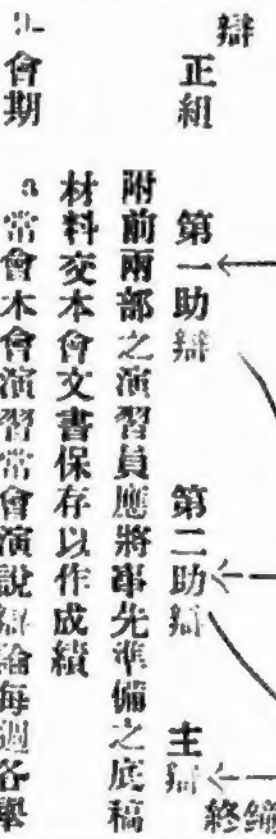 終
辯
正組 第一助辯 第二助辯 主辯
附前兩部之演習員應將事先準備之底稿
材料交本會文書保存以作成績
會期 a 常會木會演習常會演說辯論每週各舉